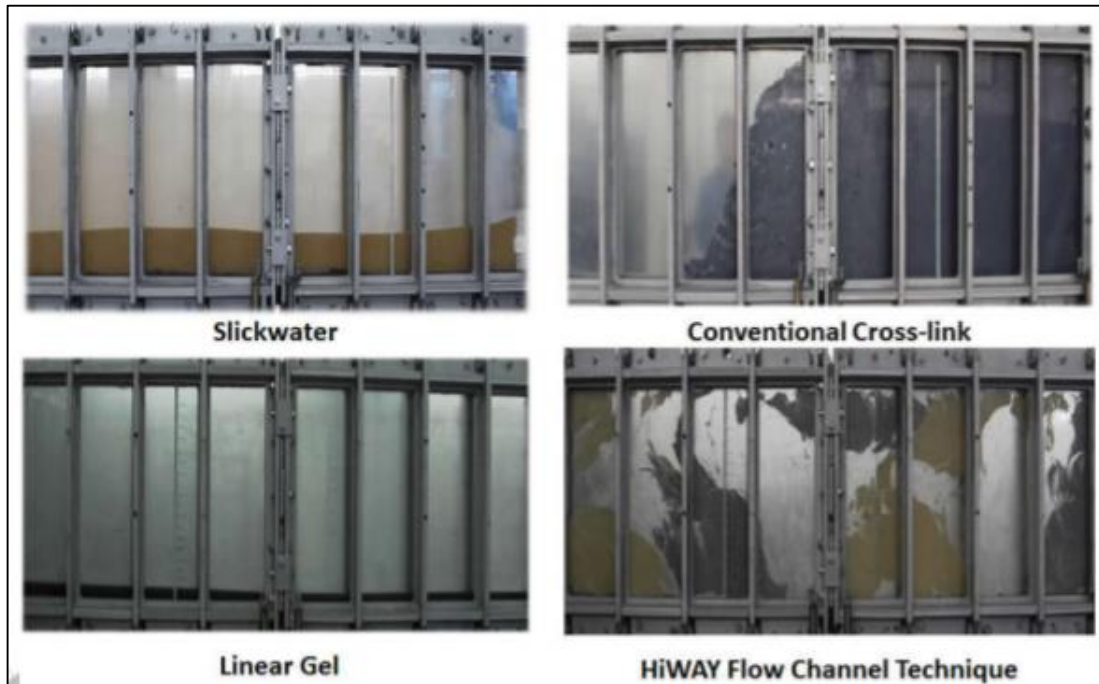 Slickwater
Conventional Cross-link
Linear Gel
HiWAY Flow Channel Technique